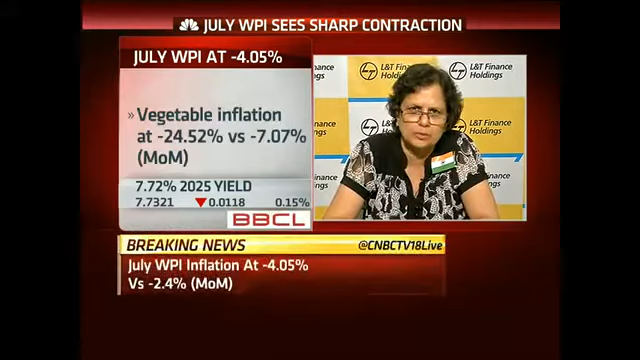 JULY WPI SEES SHARP CONTRACTION
JULY WPI AT -4.05%
» Vegetable inflation
at -24.52% vs -7.07%
(MoM)
7.72% 2025 YIELD
7.7321 ▼ 0.0118 0.15%
BBCL
L&T Finance
Holdings
L&T Finance
Holdings
L&T Finance
Holdings
BREAKING NEWS @CNBCTV18Live
July WPI Inflation At -4.05%
Vs -2.4% (MoM)